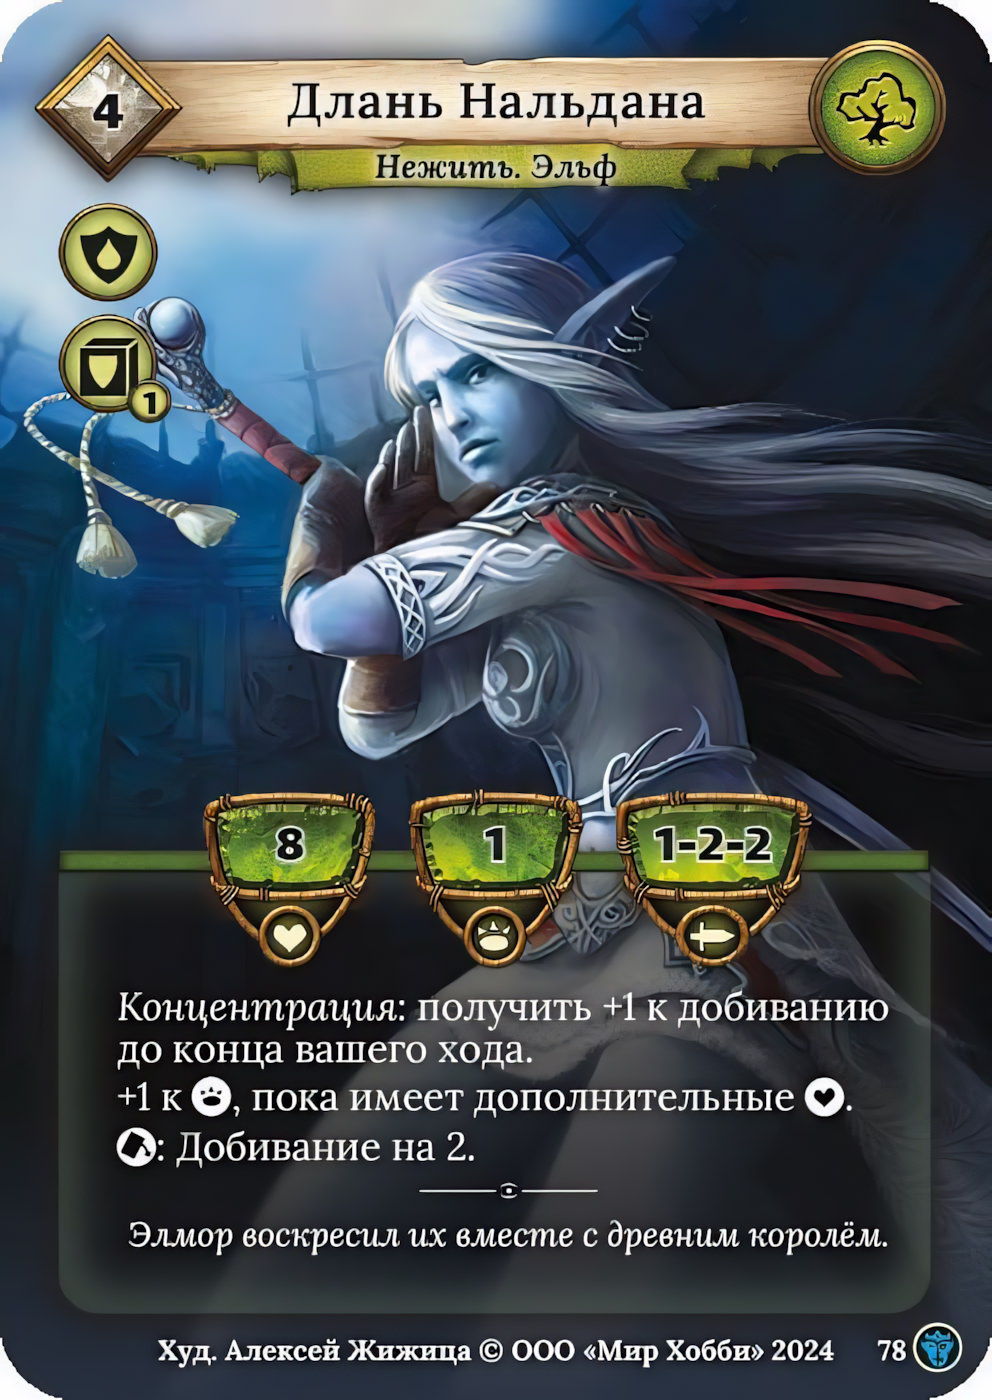 4
Длань Нальдана
Нежить. Эльф
1
8
1
1-2-2
Концентрация: получить +1 к добиванию
до конца вашего хода.
+1 к , пока имеет дополнительные .
: Добивание на 2.
Элмор воскресил их вместе с древним королём.
Худ. Алексей Жижица © ООО «Мир Хобби» 2024
78